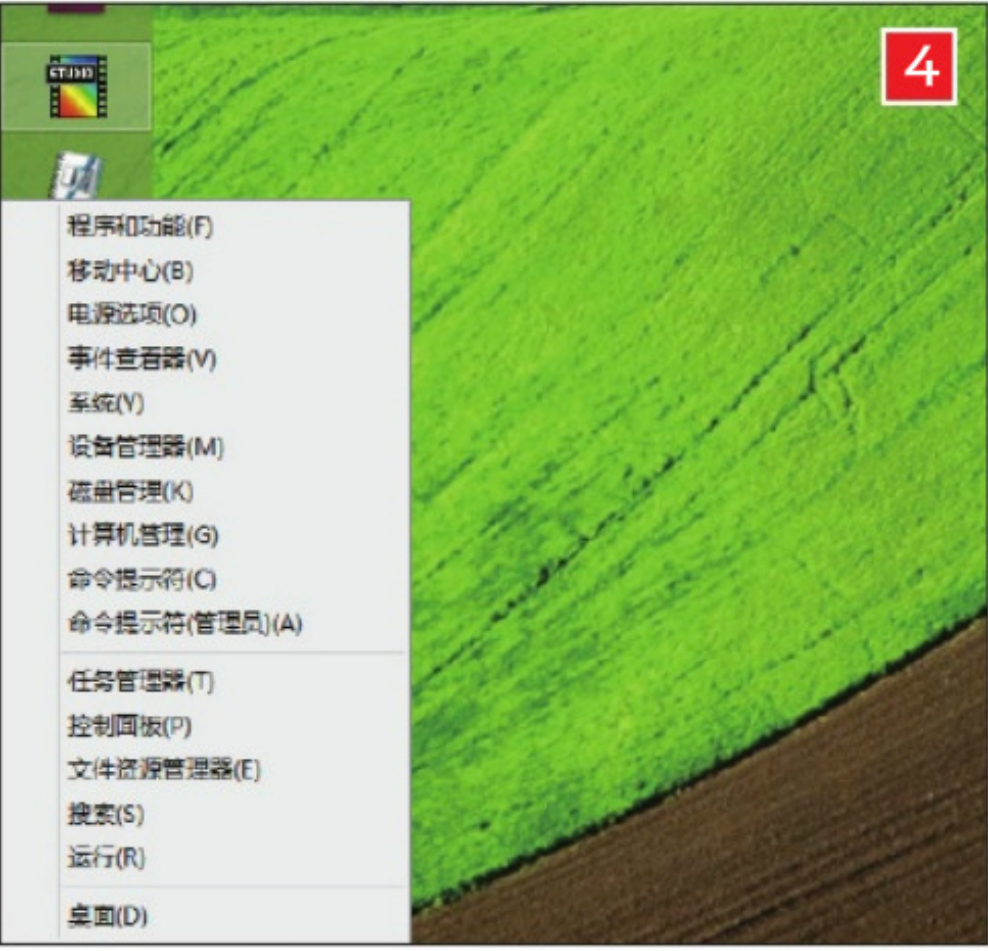 4
STUDIO
程序和功能(F)
移动中心(B)
电源选项(O)
事件查看器(V)
系统(Y)
设备管理器(M)
磁盘管理(K)
计算机管理(G)
命令提示符(C)
命令提示符(管理员)(A)
任务管理器(T)
控制面板(P)
文件资源管理器(E)
搜索(S)
运行(R)
桌面(D)